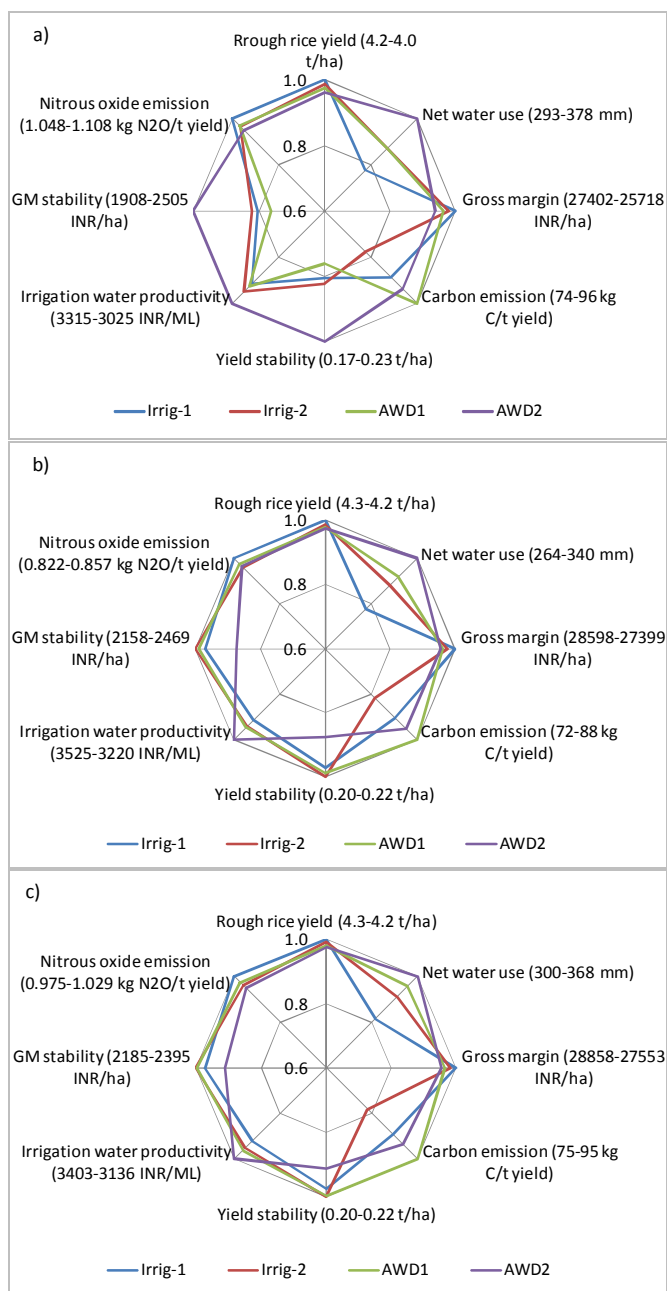 a)
Rrough rice yield (4.2-4.0
t/ha)
1.0
Nitrous oxide emission
(1.048-1.108 kg N2O/t yield)
Net water use (293-378 mm)
0.8
GM stability (1908-2505
INR/ha)
0.6
Gross margin (27402-25718
INR/ha)
Irrigation water productivity
(3315-3025 INR/ML)
Carbon emission (74-96 kg
C/t yield)
Yield stability (0.17-0.23 t/ha)
Irrig-1 Irrig-2 AWD1 AWD2
b)
Rough rice yield (4.3-4.2 t/ha)
1.0
Nitrous oxide emission
(0.822-0.857 kg N2O/t yield)
Net water use (264-340 mm)
0.8
GM stability (2158-2469
INR/ha)
0.6
Gross margin (28598-27399
INR/ha)
Irrigation water productivity
(3525-3220 INR/ML)
Carbon emission (72-88 kg
C/t yield)
Yield stability (0.20-0.22 t/ha)
Irrig-1 Irrig-2 AWD1 AWD2
c)
Rough rice yield (4.3-4.2 t/ha)
1.0
Nitrous oxide emission
(0.975-1.029 kg N2O/t yield)
Net water use (300-368 mm)
0.8
GM stability (2185-2395
INR/ha)
0.6
Gross margin (28858-27553
INR/ha)
Irrigation water productivity
(3403-3136 INR/ML)
Carbon emission (75-95 kg
C/t yield)
Yield stability (0.20-0.22 t/ha)
Irrig-1 Irrig-2 AWD1 AWD2